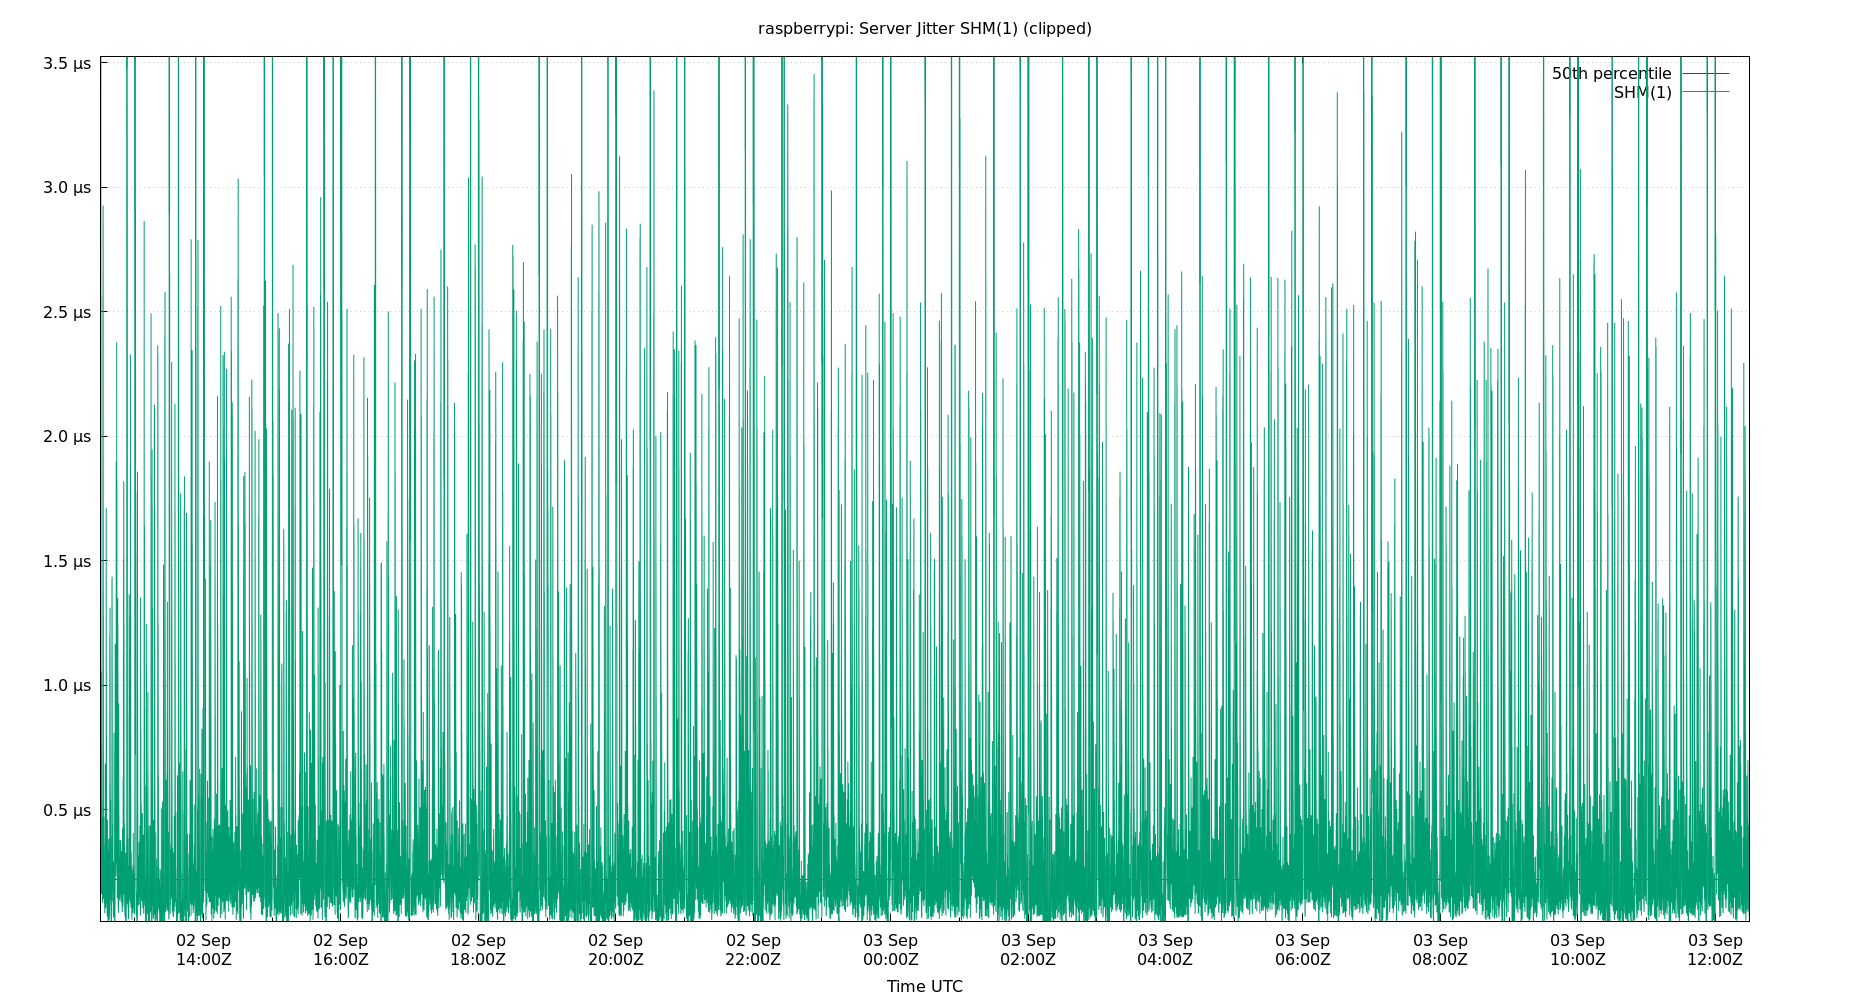 raspberrypi: Server Jitter SHM(1) (clipped)
3.5 µs
3.0 µs
2.5 µs
2.0 µs
1.5 µs
1.0 µs
0.5 µs
50th percentile
SHM(1)
02 Sep 02 Sep 02 Sep 02 Sep 02 Sep 03 Sep 03 Sep 03 Sep 03 Sep 03 Sep 03 Sep 03 Sep
14:00Z 16:00Z 18:00Z 20:00Z 22:00Z 00:00Z 02:00Z 04:00Z 06:00Z 08:00Z 10:00Z 12:00Z
Time UTC